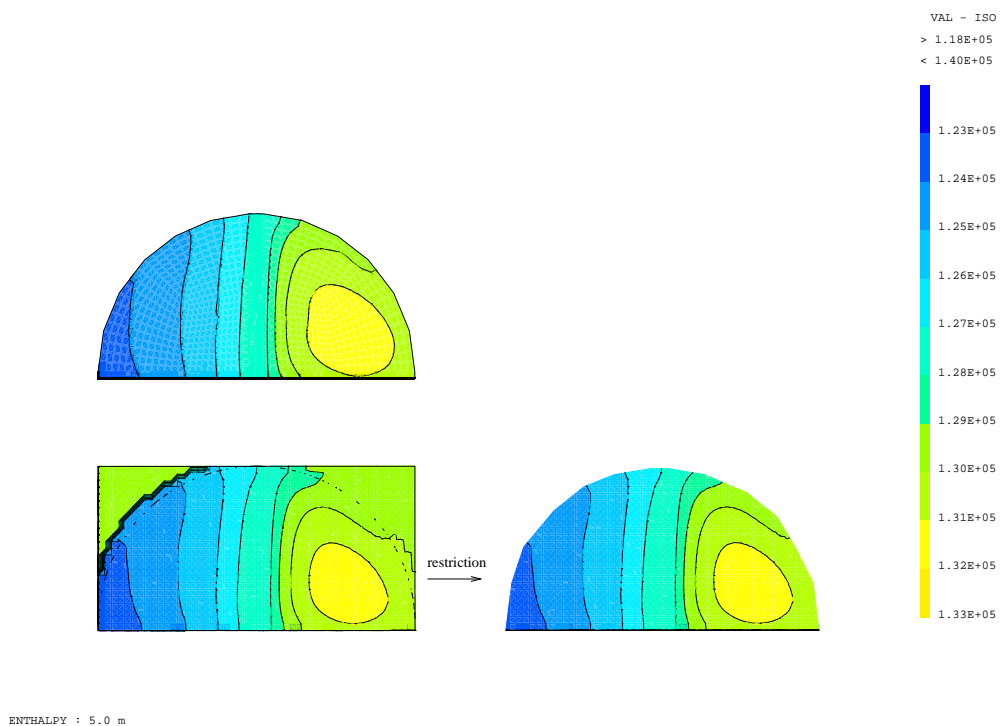 VAL - ISO
> 1.18E+05
< 1.40E+05
1.23E+05
1.24E+05
1.25E+05
1.26E+05
1.27E+05
1.28E+05
1.29E+05
1.30E+05
1.31E+05
1.32E+05
1.33E+05
restriction
ENTHALPY : 5.0 m